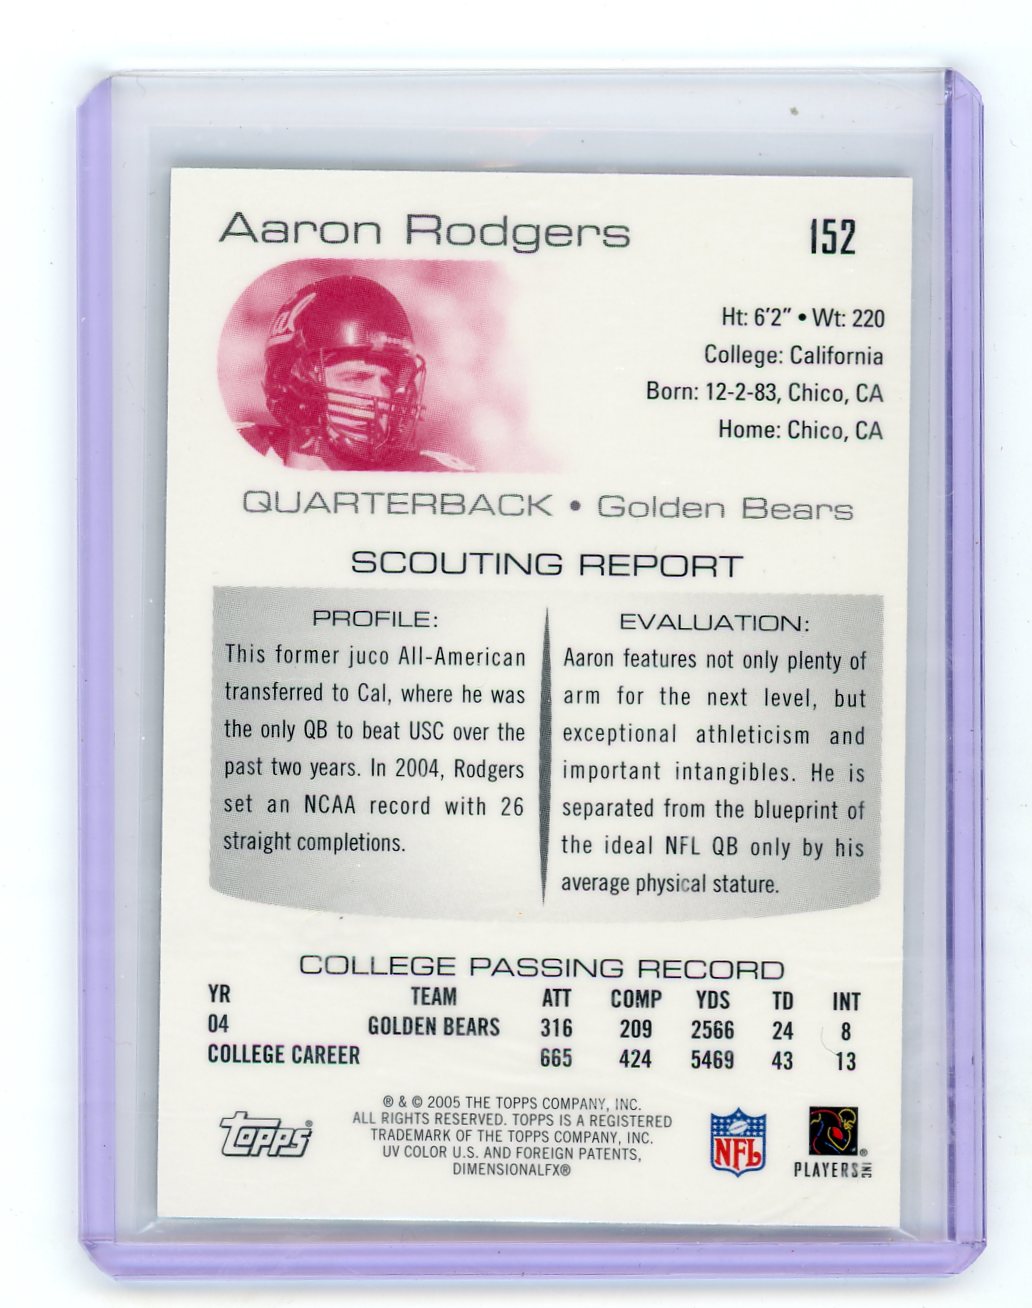 Aaron Rodgers
152
Cal
Ht: 6'2" • Wt: 220
College: California
Born: 12-2-83, Chico, CA
Home: Chico, CA
QUARTERBACK • Golden Bears
SCOUTING REPORT
PROFILE:
This former juco All-American
transferred to Cal, where he was
the only QB to beat USC over the
past two years. In 2004, Rodgers
set an NCAA record with 26
straight completions.
EVALUATION:
Aaron features not only plenty of
arm for the next level, but
exceptional athleticism and
important intangibles. He is
separated from the blueprint of
the ideal NFL QB only by his
average physical stature.
COLLEGE PASSING RECORD
YR TEAM ATT COMP YDS TD INT
04 GOLDEN BEARS 316 209 2566 24 8
COLLEGE CAREER 665 424 5469 43 13
topps®
® & © 2005 THE TOPPS COMPANY, INC.
ALL RIGHTS RESERVED. TOPPS IS A REGISTERED
TRADEMARK OF THE TOPPS COMPANY, INC.
UV COLOR U.S. AND FOREIGN PATENTS,
DIMENSIONALFX®
NFL
®
PLAYERS INC